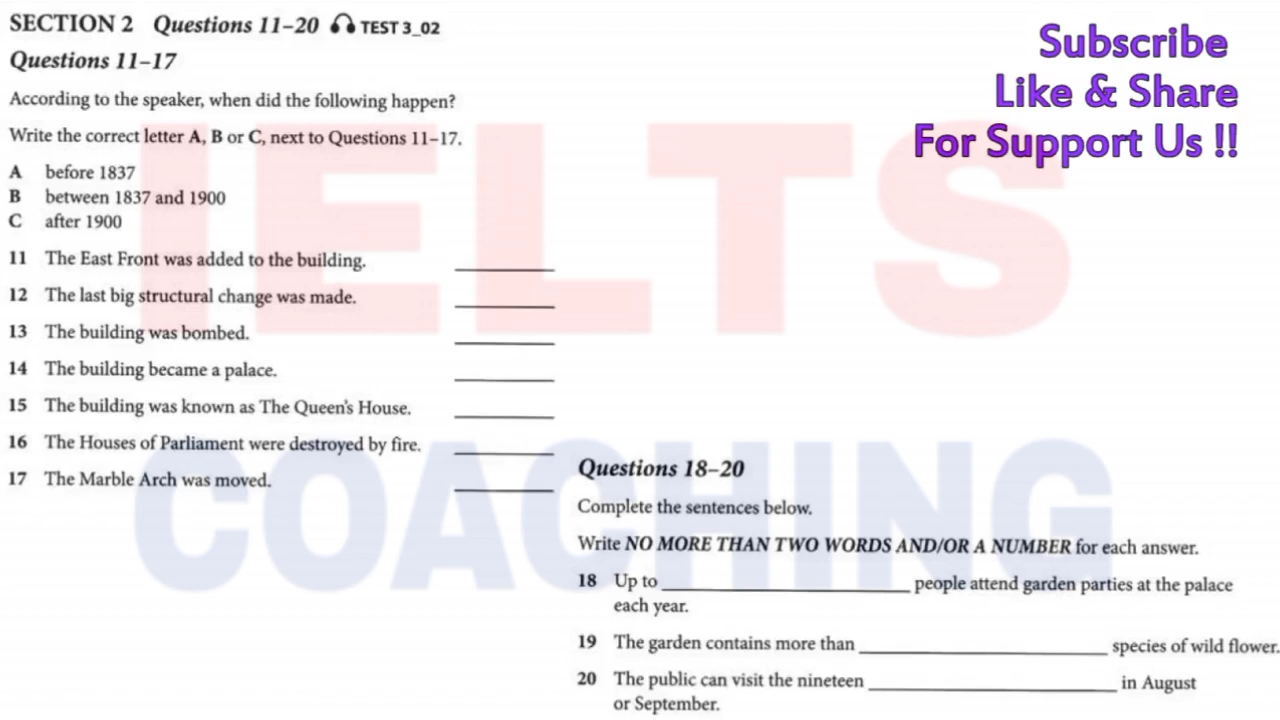 SECTION 2 Questions 11–20 TEST 3_02
Questions 11–17
According to the speaker, when did the following happen?
Write the correct letter A, B or C, next to Questions 11–17.
A before 1837
B between 1837 and 1900
C after 1900
11 The East Front was added to the building.
12 The last big structural change was made.
13 The building was bombed.
14 The building became a palace.
15 The building was known as The Queen's House.
16 The Houses of Parliament were destroyed by fire.
17 The Marble Arch was moved.
Subscribe
Like & Share
For Support Us !!
Questions 18–20
Complete the sentences below.
Write NO MORE THAN TWO WORDS AND/OR A NUMBER for each answer.
18 Up to ____ people attend garden parties at the palace
each year.
19 The garden contains more than ____ species of wild flower.
20 The public can visit the nineteen ____ in August
or September.
IELTS
COACHING